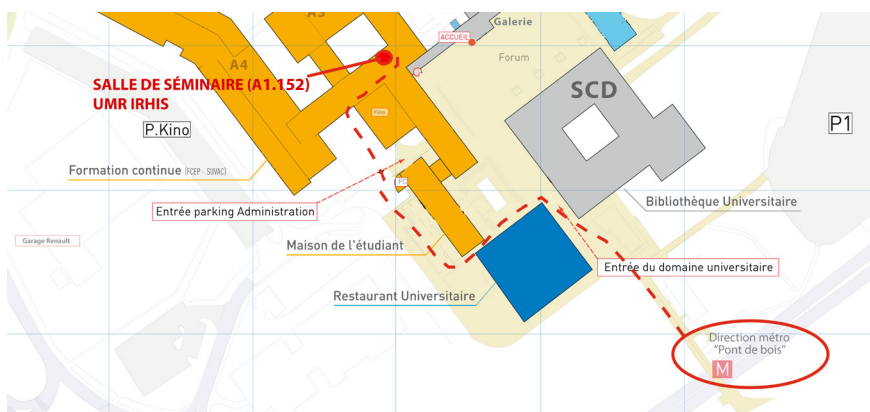 Galerie
A3
ACCUEIL
Forum
A4
SALLE DE SÉMINAIRE (A1.152)
UMR IRHIS
SCD
Kino
P.Kino
P1
Formation continue (FCEP - SUVAC)
PC
Entrée parking Administration
Bibliothèque Universitaire
Garage Renault
Maison de l'étudiant
Entrée du domaine universitaire
Restaurant Universitaire
Direction métro
"Pont de bois"
M